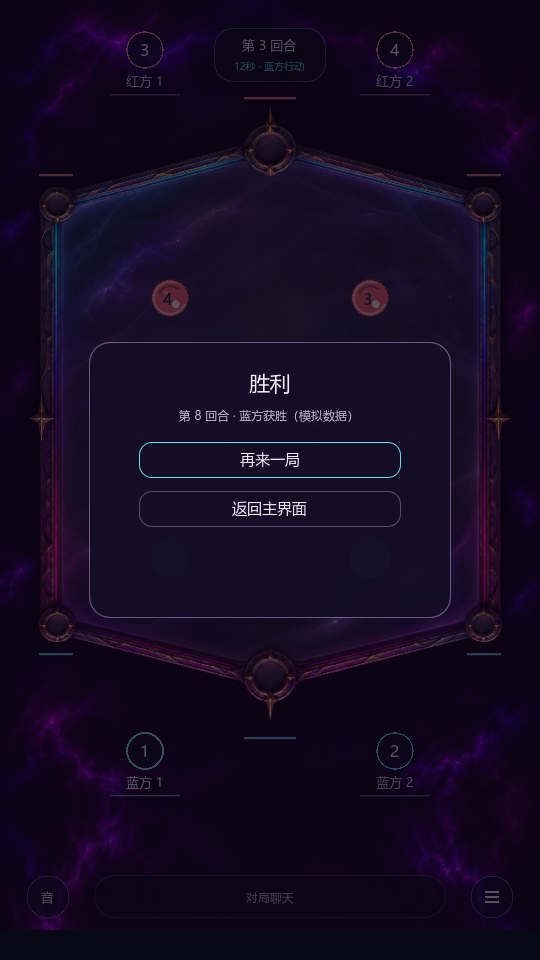 3
第 3 回合
4
12秒 · 蓝方行动
红方 1
红方 2
4
3
胜利
第 8 回合 · 蓝方获胜（模拟数据）
再来一局
返回主界面
1
2
蓝方 1
蓝方 2
音
对局聊天